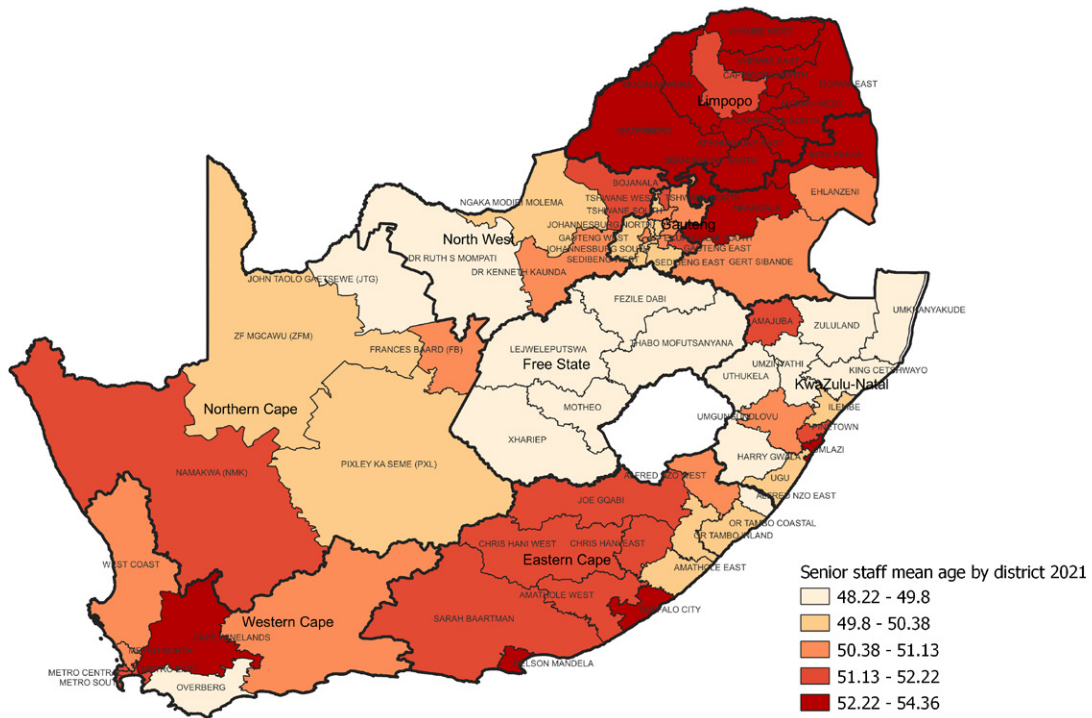 Limpopo
EHLANZENI
BOJANALA
TSHWANE WEST
TSHWANE SOUTH
NGAKA MODIRI MOLEMA
JOHANNESBURG NORTH
Gauteng
North West
GAUTENG WEST
GAUTENG EAST
JOHANNESBURG SOUTH
DR RUTH S MOMPATI
SEDIBENG WEST
SEDIBENG EAST
GERT SIBANDE
DR KENNETH KAUNDA
JOHN TAOLO GAETSEWE (JTG)
FEZILE DABI
UMKHANYAKUDE
AMAJUBA
ZULULAND
ZF MGCAWU (ZFM)
THABO MOFUTSANYANA
FRANCES BAARD (FB)
LEJWELEPUTSWA
UMZINYATHI
Free State
KING CETSHWAYO
UTHUKELA
KwaZulu-Natal
MOTHEO
Northern Cape
ILEMBE
UMGUNGUNDLOVU
PINETOWN
XHARIEP
UMLAZI
HARRY GWALA
PIXLEY KA SEME (PXL)
NAMAKWA (NMK)
ALFRED NZO WEST
UGU
ALFRED NZO EAST
JOE GQABI
OR TAMBO COASTAL
OR TAMBO INLAND
CHRIS HANI WEST
CHRIS HANI EAST
Eastern Cape
WEST COAST
AMATHOLE EAST
AMATHOLE WEST
BUFFALO CITY
Western Cape
SARAH BAARTMAN
NELSON MANDELA
METRO CENTRAL
METRO SOUTH
OVERBERG
Senior staff mean age by district 2021
48.22 - 49.8
49.8 - 50.38
50.38 - 51.13
51.13 - 52.22
52.22 - 54.36